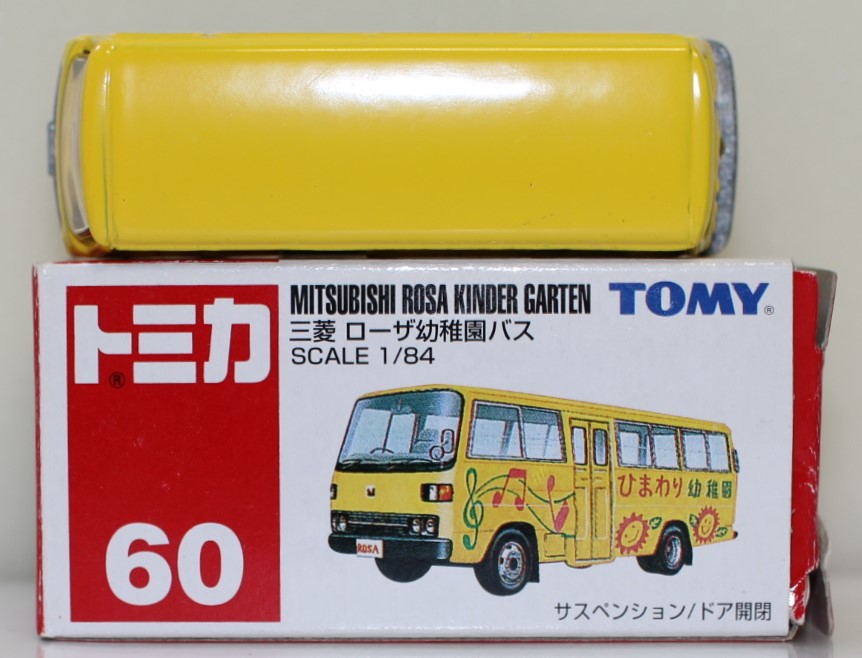 トミカ®
MITSUBISHI ROSA KINDER GARTEN
TOMY®
三菱 ローザ幼稚園バス
SCALE 1/84
ひまわり幼稚園
ROSA
60
サスペンション/ドア開閉